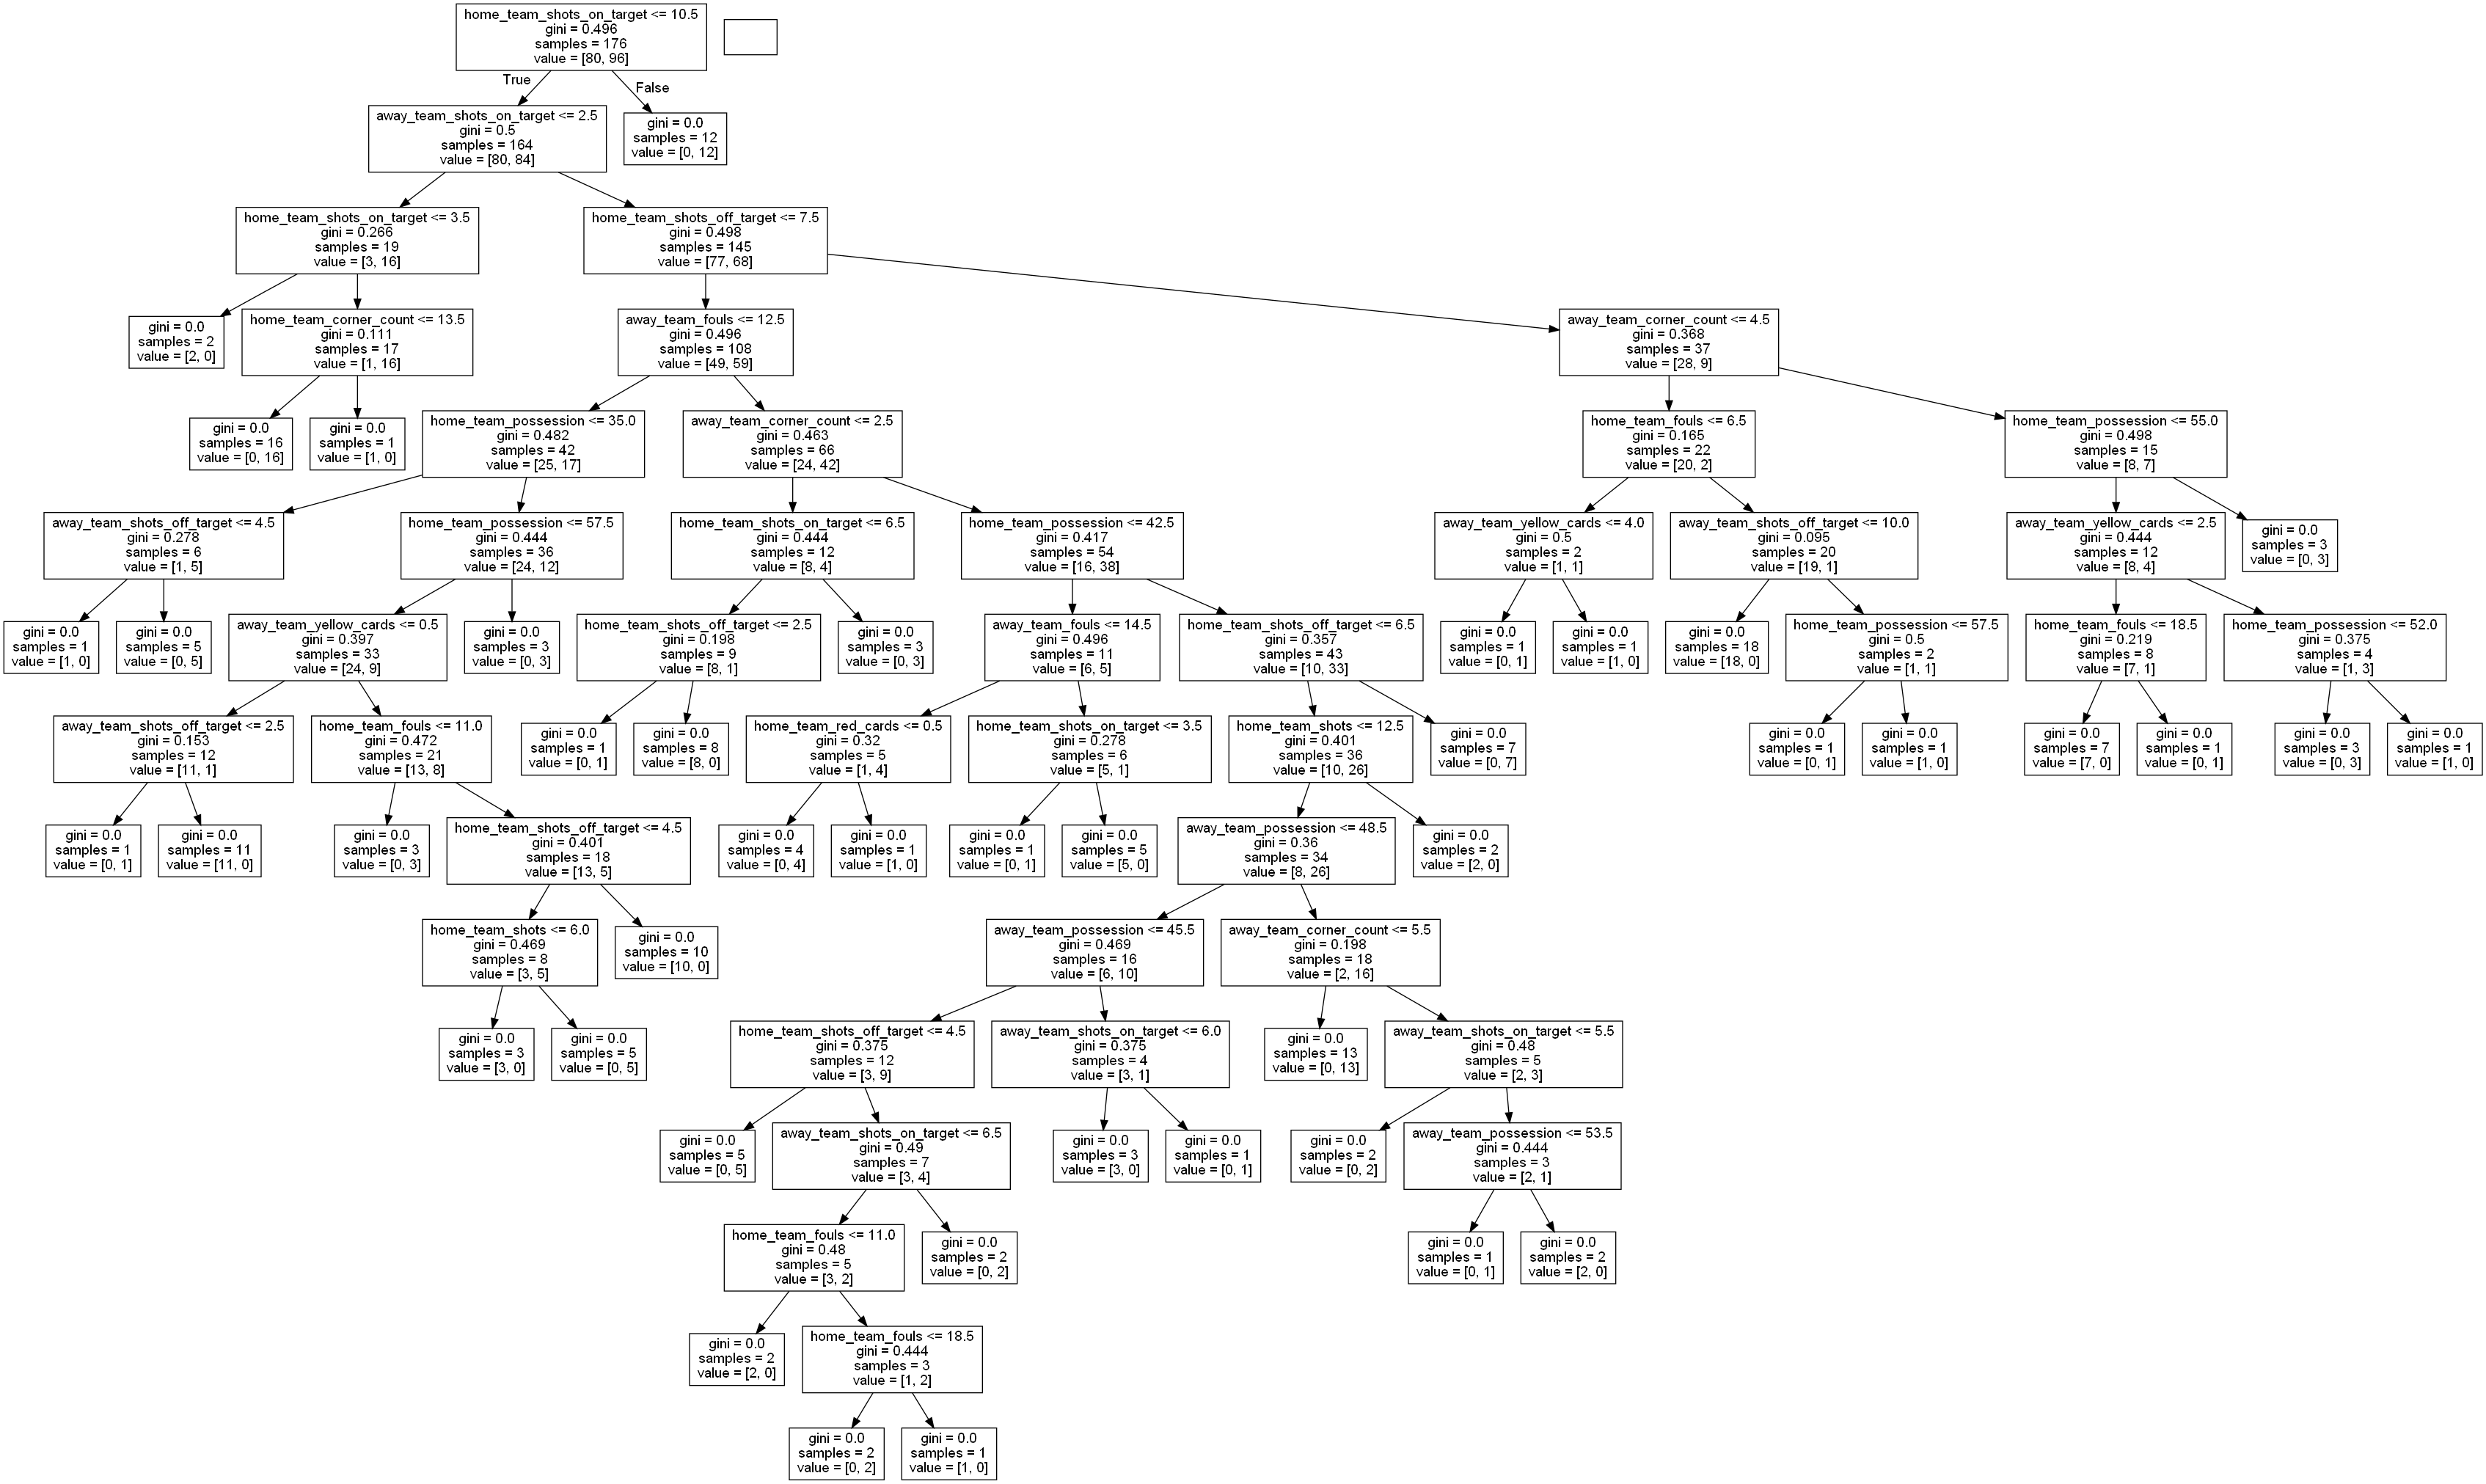 home_team_shots_on_target <= 10.5
gini = 0.496
samples = 176
value = [80, 96]
True
False
away_team_shots_on_target <= 2.5
gini = 0.5
samples = 164
value = [80, 84]
gini = 0.0
samples = 12
value = [0, 12]
home_team_shots_on_target <= 3.5
gini = 0.266
samples = 19
value = [3, 16]
home_team_shots_off_target <= 7.5
gini = 0.498
samples = 145
value = [77, 68]
gini = 0.0
samples = 2
value = [2, 0]
home_team_corner_count <= 13.5
gini = 0.111
samples = 17
value = [1, 16]
away_team_fouls <= 12.5
gini = 0.496
samples = 108
value = [49, 59]
away_team_corner_count <= 4.5
gini = 0.368
samples = 37
value = [28, 9]
gini = 0.0
samples = 16
value = [0, 16]
gini = 0.0
samples = 1
value = [1, 0]
home_team_possession <= 35.0
gini = 0.482
samples = 42
value = [25, 17]
away_team_corner_count <= 2.5
gini = 0.463
samples = 66
value = [24, 42]
home_team_fouls <= 6.5
gini = 0.165
samples = 22
value = [20, 2]
home_team_possession <= 55.0
gini = 0.498
samples = 15
value = [8, 7]
away_team_shots_off_target <= 4.5
gini = 0.278
samples = 6
value = [1, 5]
home_team_possession <= 57.5
gini = 0.444
samples = 36
value = [24, 12]
home_team_shots_on_target <= 6.5
gini = 0.444
samples = 12
value = [8, 4]
home_team_possession <= 42.5
gini = 0.417
samples = 54
value = [16, 38]
away_team_yellow_cards <= 4.0
gini = 0.5
samples = 2
value = [1, 1]
away_team_shots_off_target <= 10.0
gini = 0.095
samples = 20
value = [19, 1]
away_team_yellow_cards <= 2.5
gini = 0.444
samples = 12
value = [8, 4]
gini = 0.0
samples = 3
value = [0, 3]
gini = 0.0
samples = 1
value = [1, 0]
gini = 0.0
samples = 5
value = [0, 5]
away_team_yellow_cards <= 0.5
gini = 0.397
samples = 33
value = [24, 9]
gini = 0.0
samples = 3
value = [0, 3]
home_team_shots_off_target <= 2.5
gini = 0.198
samples = 9
value = [8, 1]
gini = 0.0
samples = 3
value = [0, 3]
away_team_fouls <= 14.5
gini = 0.496
samples = 11
value = [6, 5]
home_team_shots_off_target <= 6.5
gini = 0.357
samples = 43
value = [10, 33]
gini = 0.0
samples = 1
value = [0, 1]
gini = 0.0
samples = 1
value = [1, 0]
gini = 0.0
samples = 18
value = [18, 0]
home_team_possession <= 57.5
gini = 0.5
samples = 2
value = [1, 1]
home_team_fouls <= 18.5
gini = 0.219
samples = 8
value = [7, 1]
home_team_possession <= 52.0
gini = 0.375
samples = 4
value = [1, 3]
away_team_shots_off_target <= 2.5
gini = 0.153
samples = 12
value = [11, 1]
home_team_fouls <= 11.0
gini = 0.472
samples = 21
value = [13, 8]
gini = 0.0
samples = 1
value = [0, 1]
gini = 0.0
samples = 8
value = [8, 0]
home_team_red_cards <= 0.5
gini = 0.32
samples = 5
value = [1, 4]
home_team_shots_on_target <= 3.5
gini = 0.278
samples = 6
value = [5, 1]
home_team_shots <= 12.5
gini = 0.401
samples = 36
value = [10, 26]
gini = 0.0
samples = 7
value = [0, 7]
gini = 0.0
samples = 1
value = [0, 1]
gini = 0.0
samples = 1
value = [1, 0]
gini = 0.0
samples = 7
value = [7, 0]
gini = 0.0
samples = 1
value = [0, 1]
gini = 0.0
samples = 3
value = [0, 3]
gini = 0.0
samples = 1
value = [1, 0]
gini = 0.0
samples = 1
value = [0, 1]
gini = 0.0
samples = 11
value = [11, 0]
gini = 0.0
samples = 3
value = [0, 3]
home_team_shots_off_target <= 4.5
gini = 0.401
samples = 18
value = [13, 5]
gini = 0.0
samples = 4
value = [0, 4]
gini = 0.0
samples = 1
value = [1, 0]
gini = 0.0
samples = 1
value = [0, 1]
gini = 0.0
samples = 5
value = [5, 0]
away_team_possession <= 48.5
gini = 0.36
samples = 34
value = [8, 26]
gini = 0.0
samples = 2
value = [2, 0]
home_team_shots <= 6.0
gini = 0.469
samples = 8
value = [3, 5]
gini = 0.0
samples = 10
value = [10, 0]
away_team_possession <= 45.5
gini = 0.469
samples = 16
value = [6, 10]
away_team_corner_count <= 5.5
gini = 0.198
samples = 18
value = [2, 16]
gini = 0.0
samples = 3
value = [3, 0]
gini = 0.0
samples = 5
value = [0, 5]
home_team_shots_off_target <= 4.5
gini = 0.375
samples = 12
value = [3, 9]
away_team_shots_on_target <= 6.0
gini = 0.375
samples = 4
value = [3, 1]
gini = 0.0
samples = 13
value = [0, 13]
away_team_shots_on_target <= 5.5
gini = 0.48
samples = 5
value = [2, 3]
gini = 0.0
samples = 5
value = [0, 5]
away_team_shots_on_target <= 6.5
gini = 0.49
samples = 7
value = [3, 4]
gini = 0.0
samples = 3
value = [3, 0]
gini = 0.0
samples = 1
value = [0, 1]
gini = 0.0
samples = 2
value = [0, 2]
away_team_possession <= 53.5
gini = 0.444
samples = 3
value = [2, 1]
home_team_fouls <= 11.0
gini = 0.48
samples = 5
value = [3, 2]
gini = 0.0
samples = 2
value = [0, 2]
gini = 0.0
samples = 1
value = [0, 1]
gini = 0.0
samples = 2
value = [2, 0]
gini = 0.0
samples = 2
value = [2, 0]
home_team_fouls <= 18.5
gini = 0.444
samples = 3
value = [1, 2]
gini = 0.0
samples = 2
value = [0, 2]
gini = 0.0
samples = 1
value = [1, 0]